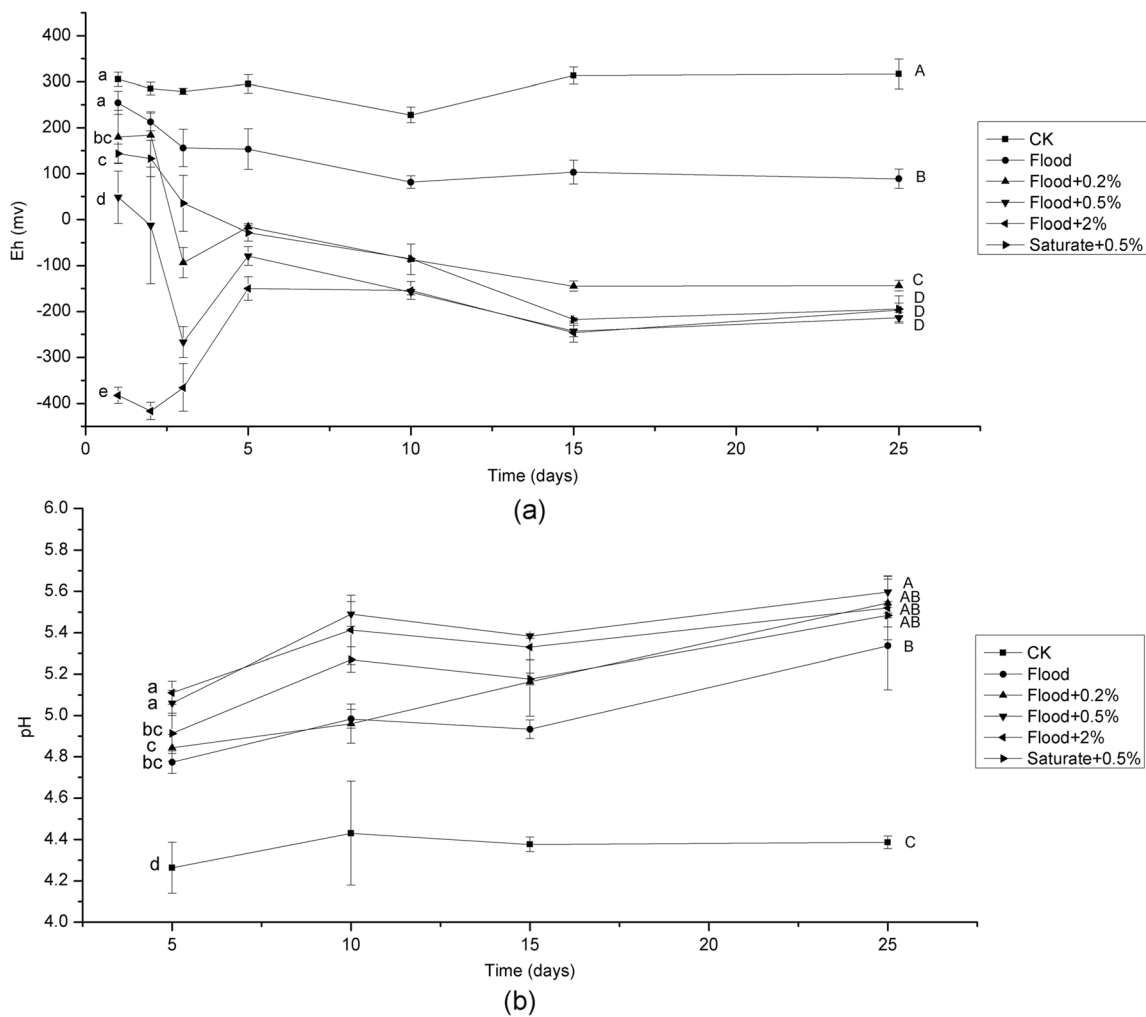 400
300
200
100
0
-100
-200
-300
-400
Eh (mv)
a
a
bc
c
d
e
A
B
C
D
D
D
0
5
10
15
20
25
Time (days)
(a)
CK
Flood
Flood+0.2%
Flood+0.5%
Flood+2%
Saturate+0.5%
6.0
5.8
5.6
5.4
5.2
5.0
4.8
4.6
4.4
4.2
4.0
pH
a
a
bc
c
bc
d
A
AB
AB
AB
B
C
5
10
15
20
25
Time (days)
(b)
CK
Flood
Flood+0.2%
Flood+0.5%
Flood+2%
Saturate+0.5%